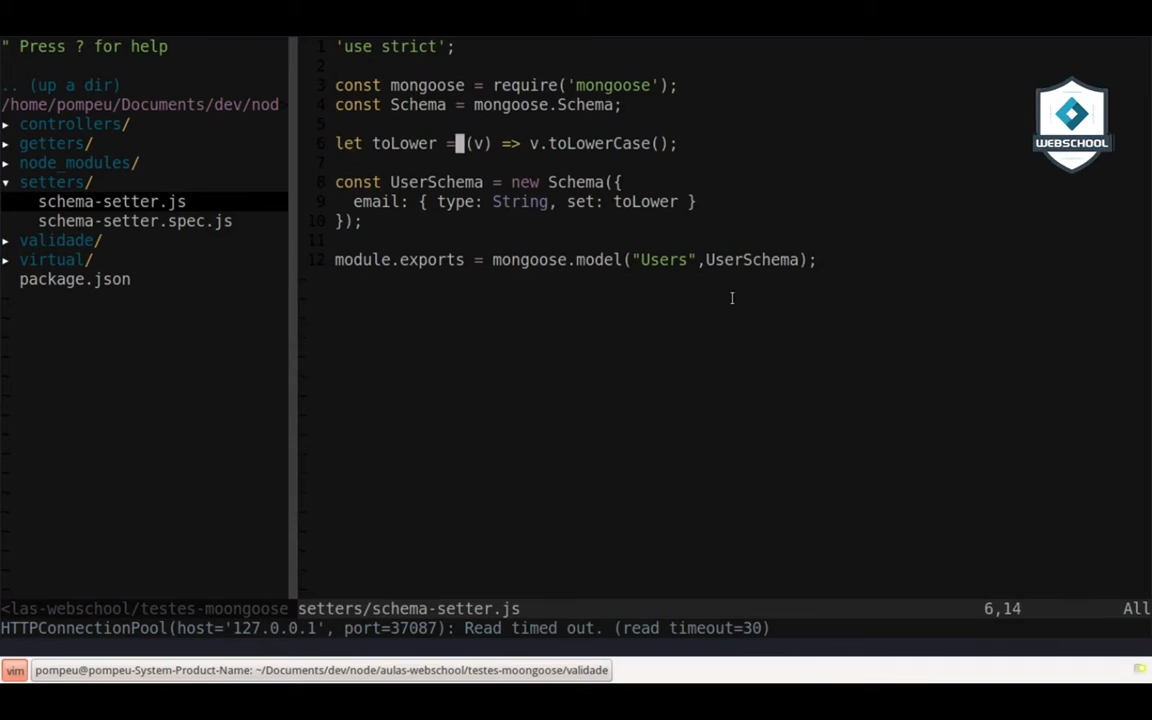 " Press ? for help
.. (up a dir)
/home/pompeu/Documents/dev/nod
▸ controllers/
▸ getters/
▸ node_modules/
▾ setters/
schema-setter.js
schema-setter.spec.js
▸ validade/
▸ virtual/
package.json
1 'use strict';
2
3 const mongoose = require('mongoose');
4 const Schema = mongoose.Schema;
5
6 let toLower = (v) => v.toLowerCase();
7
8 const UserSchema = new Schema({
9 email: { type: String, set: toLower }
10 });
11
12 module.exports = mongoose.model("Users",UserSchema);
WEBSCHOOL
<las-webschool/testes-moongoose setters/schema-setter.js 6,14 All
HTTPConnectionPool(host='127.0.0.1', port=37087): Read timed out. (read timeout=30)
vim pompeu@pompeu-System-Product-Name: ~/Documents/dev/node/aulas-webschool/testes-moongoose/validade